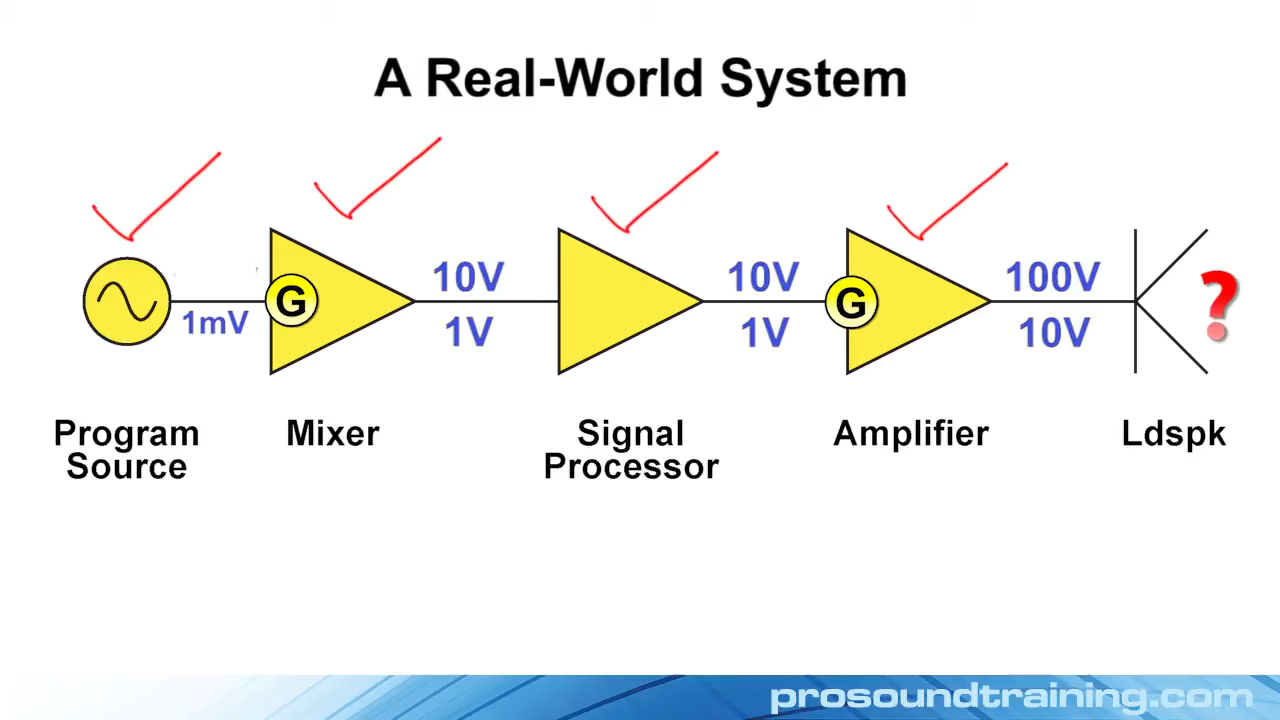 A Real-World System
1mV
G
10V
1V
10V
1V
G
100V
10V
?
Program
Source
Mixer
Signal
Processor
Amplifier
Ldspk
prosoundtraining.com